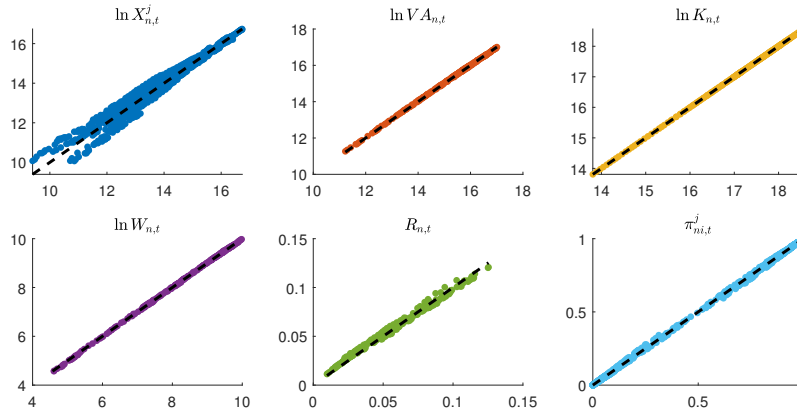 ln X^j_{n,t}
ln VA_{n,t}
ln K_{n,t}
16
14
12
10
10 12 14 16
18
16
14
12
10
10 12 14 16 18
18
17
16
15
14
14 15 16 17 18
ln W_{n,t}
R_{n,t}
π^j_{ni,t}
10
8
6
4
4 6 8 10
0.15
0.1
0.05
0
0 0.05 0.1 0.15
1
0.5
0
0 0.5